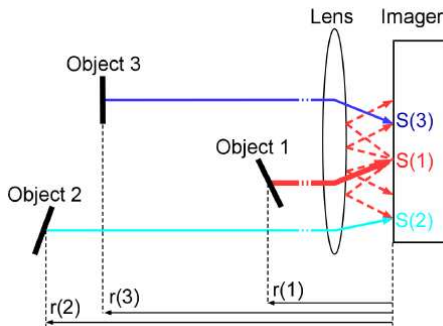 Lens
Imager
Object 3
S(3)
Object 1
S(1)
Object 2
S(2)
r(1)
r(3)
r(2)